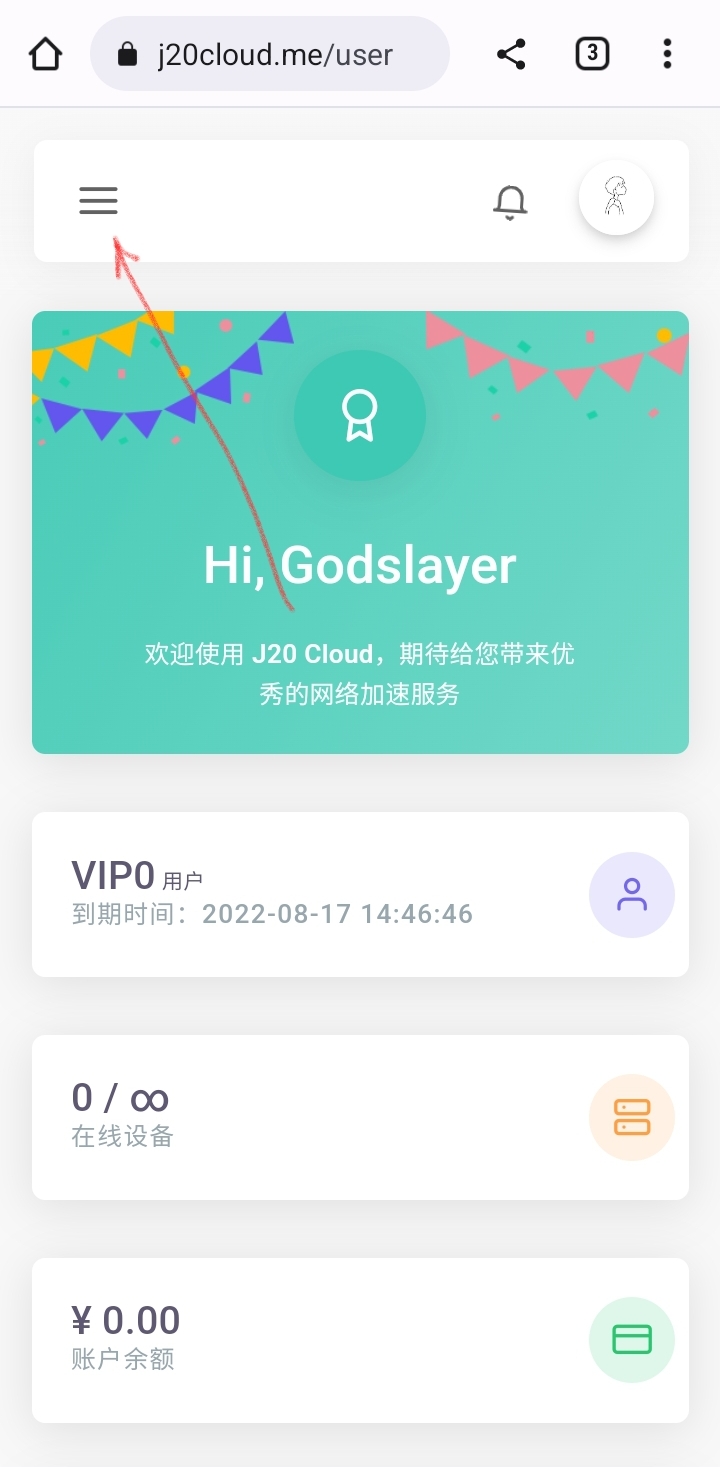 j20cloud.me/user
3
Hi, Godslayer
欢迎使用 J20 Cloud，期待给您带来优
秀的网络加速服务
VIP0 用户
到期时间：2022-08-17 14:46:46
0 / ∞
在线设备
¥ 0.00
账户余额